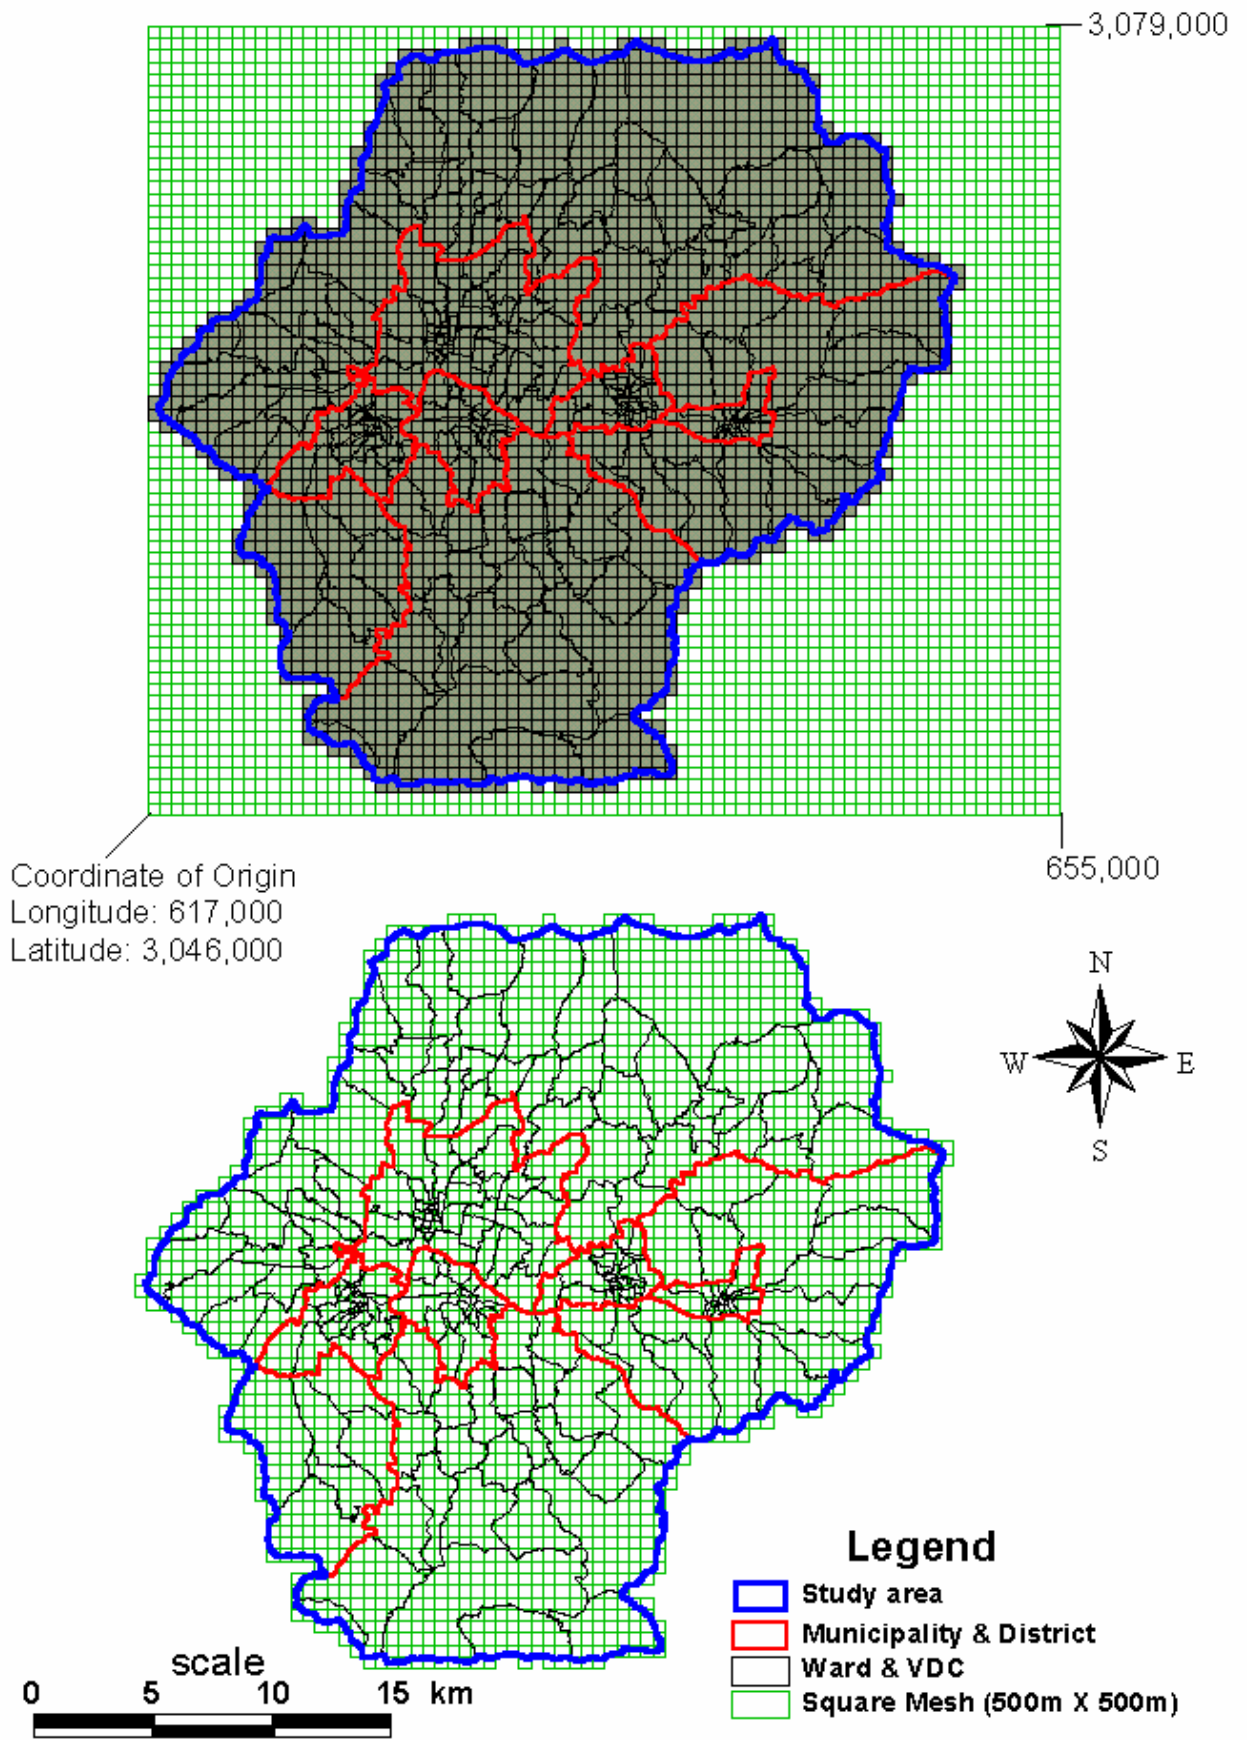 3,079,000
655,000
Coordinate of Origin
Longitude: 617,000
Latitude: 3,046,000
N
W E
S
Legend
Study area
Municipality & District
Ward & VDC
Square Mesh (500m X 500m)
scale
0 5 10 15 km